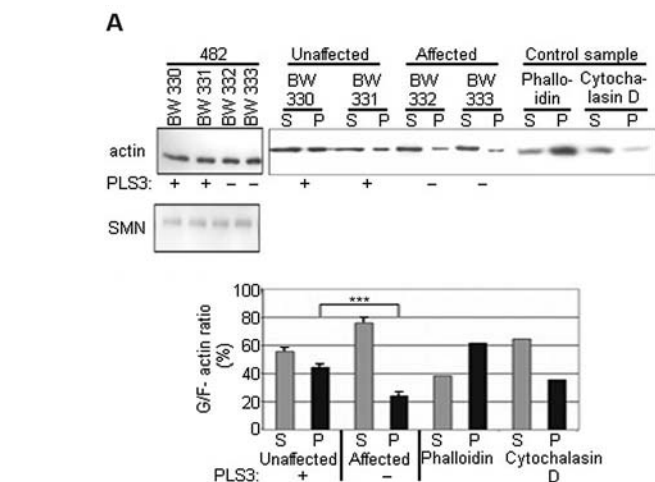 A
482
Unaffected Affected Control sample
BW 330 BW 331 BW 332 BW 333
BW 330 BW 331 BW 332 BW 333 Phallo-idin Cytocha-lasin D
S P S P S P S P S P S P
actin
PLS3: + + – – + + – –
SMN
100
80
60
40
20
0
G/F- actin ratio (%)
***
S P S P S P S P
Unaffected Affected Phalloidin Cytochalasin D
PLS3: + –